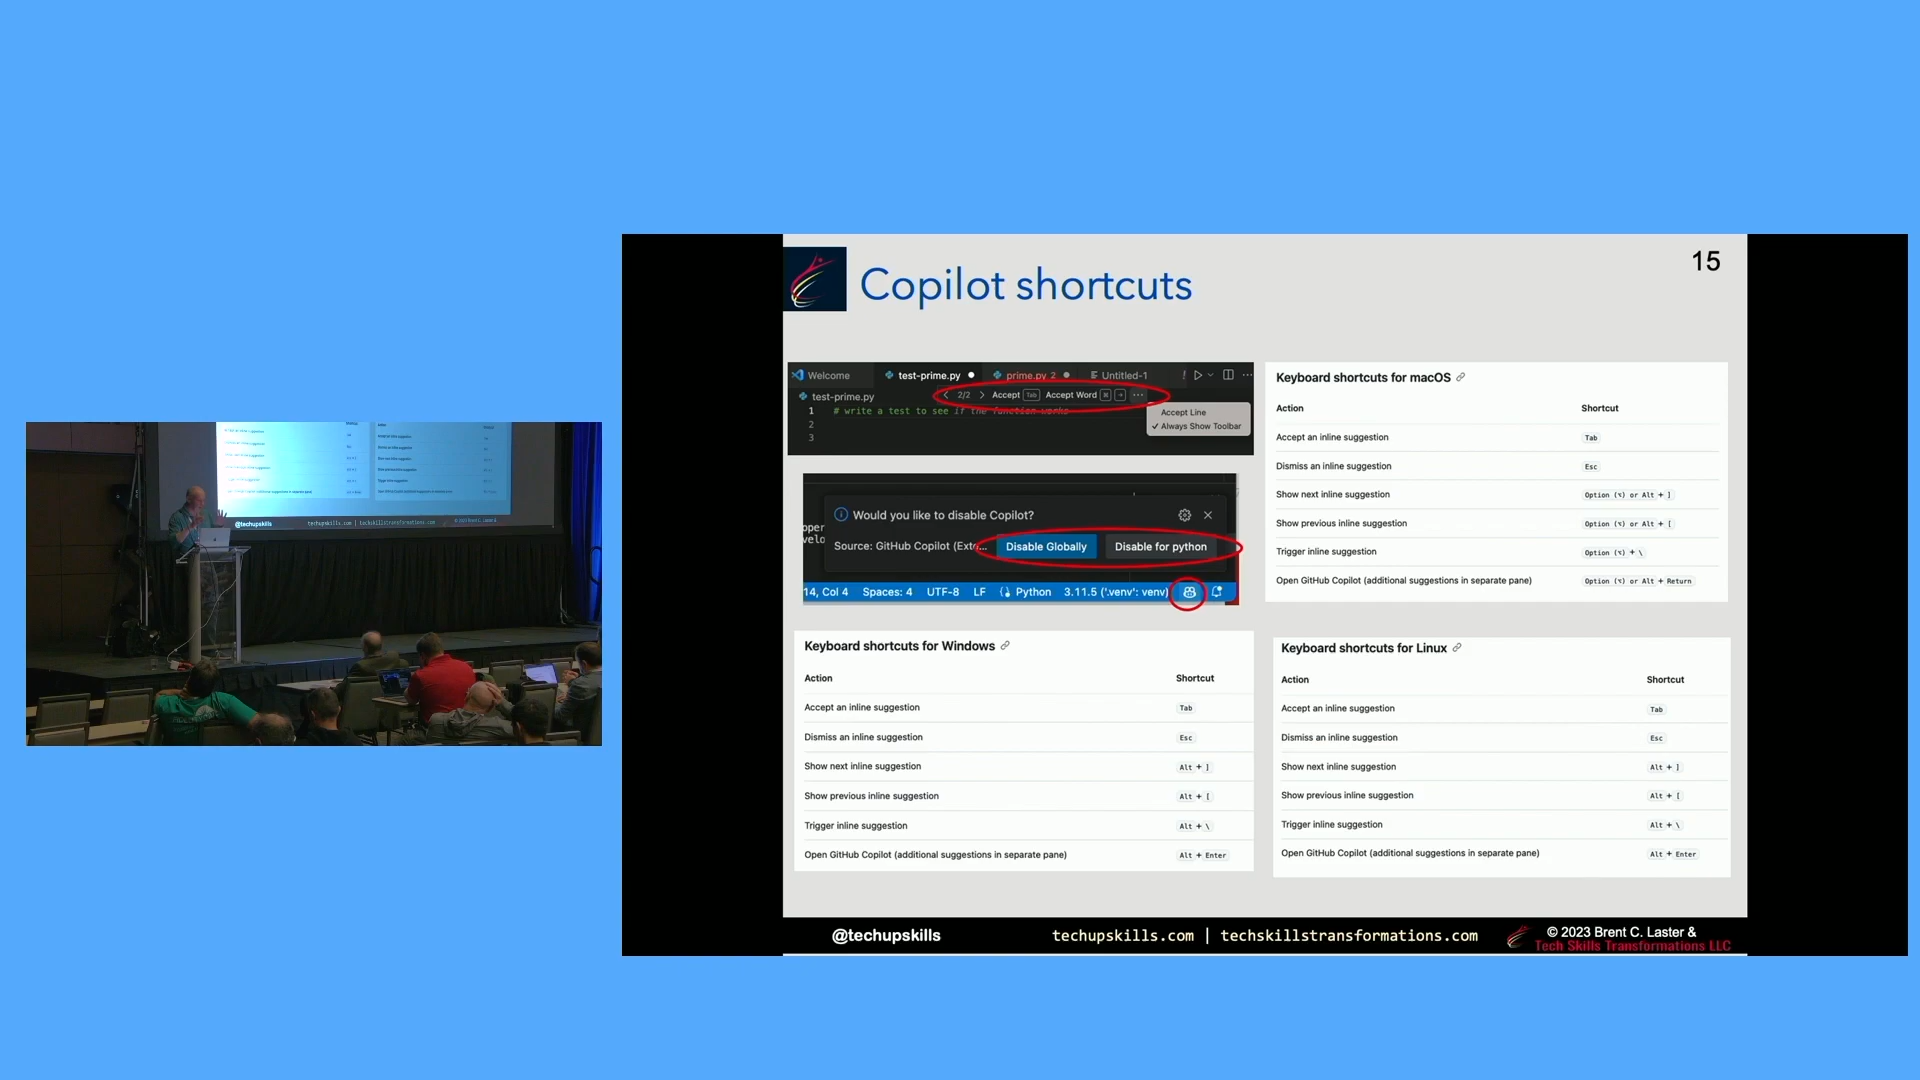 Copilot shortcuts
15
Welcome
test-prime.py
prime.py 2
Untitled-1
test-prime.py
2/2 Accept Tab Accept Word ⌘ → ...
1 # write a test to see if the function works
2
3
Accept Line
✓ Always Show Toolbar
oper
velo
Would you like to disable Copilot?
Source: GitHub Copilot (Exte...
Disable Globally
Disable for python
14, Col 4 Spaces: 4 UTF-8 LF Python 3.11.5 ('.venv': venv)
Keyboard shortcuts for macOS
Action Shortcut
Accept an inline suggestion Tab
Dismiss an inline suggestion Esc
Show next inline suggestion Option (⌥) or Alt + ]
Show previous inline suggestion Option (⌥) or Alt + [
Trigger inline suggestion Option (⌥) + \
Open GitHub Copilot (additional suggestions in separate pane) Option (⌥) or Alt + Return
Keyboard shortcuts for Windows
Action Shortcut
Accept an inline suggestion Tab
Dismiss an inline suggestion Esc
Show next inline suggestion Alt + ]
Show previous inline suggestion Alt + [
Trigger inline suggestion Alt + \
Open GitHub Copilot (additional suggestions in separate pane) Alt + Enter
Keyboard shortcuts for Linux
Action Shortcut
Accept an inline suggestion Tab
Dismiss an inline suggestion Esc
Show next inline suggestion Alt + ]
Show previous inline suggestion Alt + [
Trigger inline suggestion Alt + \
Open GitHub Copilot (additional suggestions in separate pane) Alt + Enter
@techupskills
techupskills.com | techskillstransformations.com
© 2023 Brent C. Laster &
Tech Skills Transformations LLC
@techupskills
techupskills.com | techskillstransformations.com